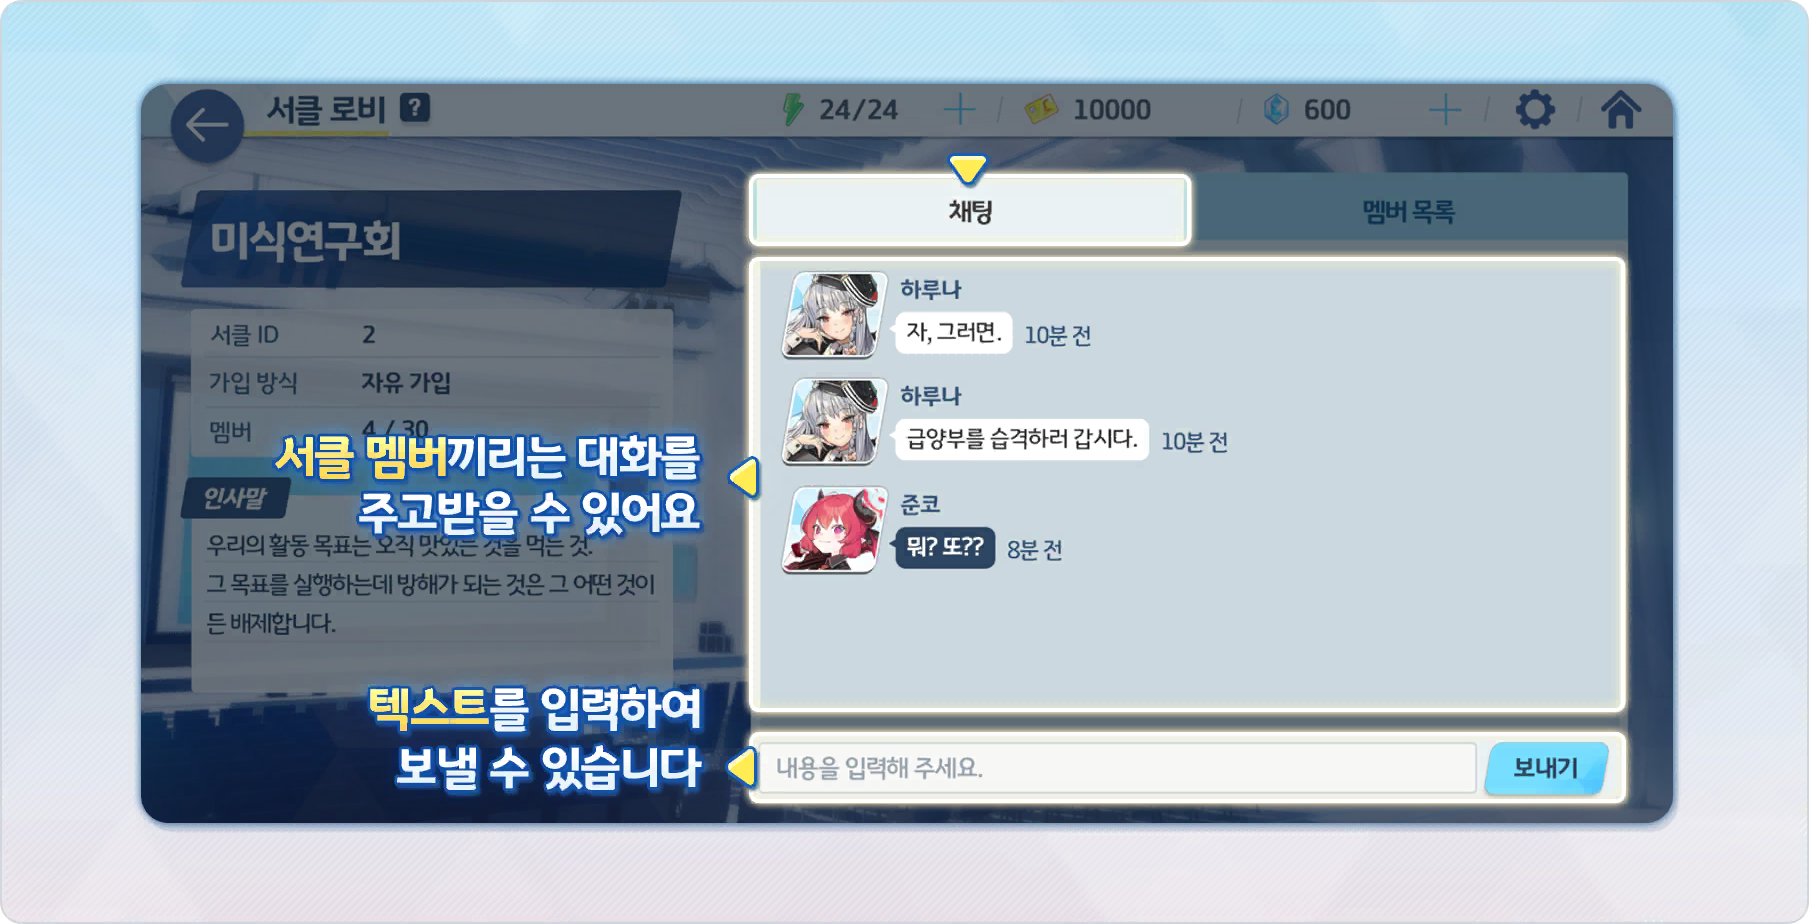 서클 로비 ?
24/24
10000
600
미식연구회
서클 ID 2
가입 방식 자유 가입
멤버 4 / 30
인사말
우리의 활동 목표는 오직 맛있는 것을 먹는 것.
그 목표를 실행하는데 방해가 되는 것은 그 어떤 것이
든 배제합니다.
서클 멤버끼리는 대화를
주고받을 수 있어요
텍스트를 입력하여
보낼 수 있습니다
채팅
멤버 목록
하루나
자, 그러면. 10분 전
하루나
급양부를 습격하러 갑시다. 10분 전
준코
뭐? 또?? 8분 전
내용을 입력해 주세요.
보내기